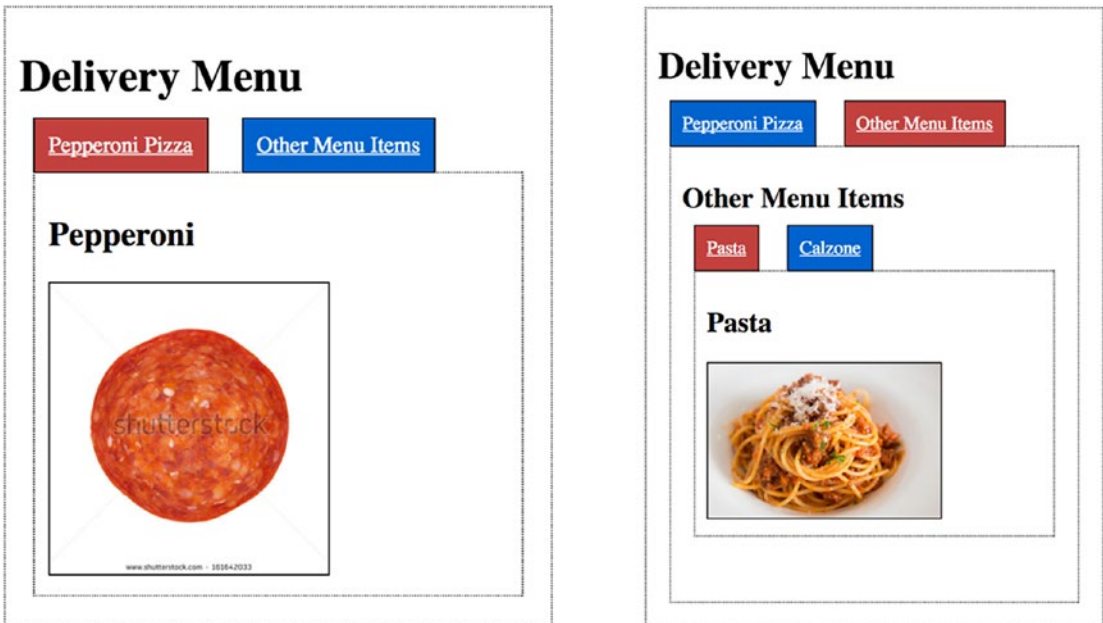 Delivery Menu
Pepperoni Pizza
Other Menu Items
Pepperoni
shutterstock
www.shutterstock.com · 161642033
Delivery Menu
Pepperoni Pizza
Other Menu Items
Other Menu Items
Pasta
Calzone
Pasta